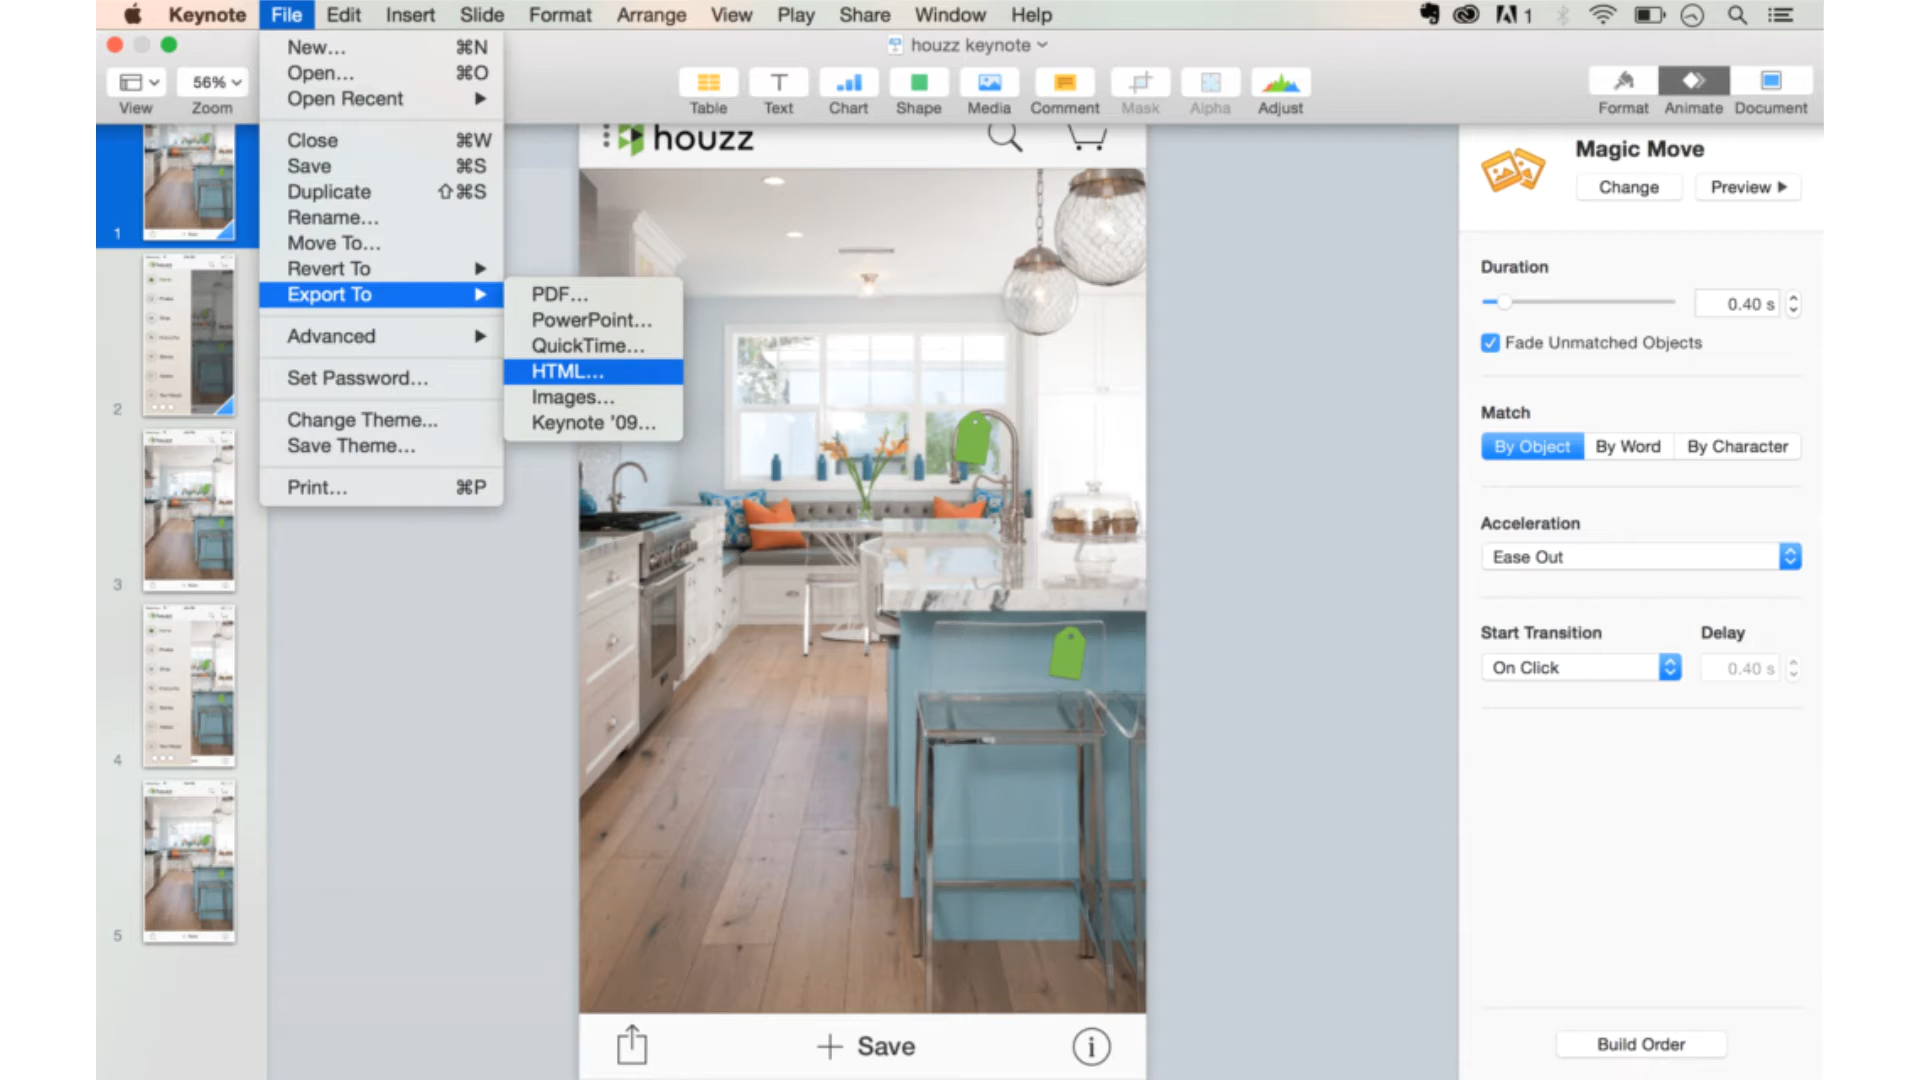 Keynote File Edit Insert Slide Format Arrange View Play Share Window Help 1
houzz keynote
56%
View Zoom Table Text Chart Shape Media Comment Mask Alpha Adjust Format Animate Document
New... ⌘N
Open... ⌘O
Open Recent
Close ⌘W
Save ⌘S
Duplicate ⇧⌘S
Rename...
Move To...
Revert To
Export To
Advanced
Set Password...
Change Theme...
Save Theme...
Print... ⌘P
PDF...
PowerPoint...
QuickTime...
HTML...
Images...
Keynote '09...
1
2
3
4
5
houzz
+ Save
Magic Move
Change Preview
Duration
0.40 s
Fade Unmatched Objects
Match
By Object By Word By Character
Acceleration
Ease Out
Start Transition Delay
On Click 0.40 s
Build Order